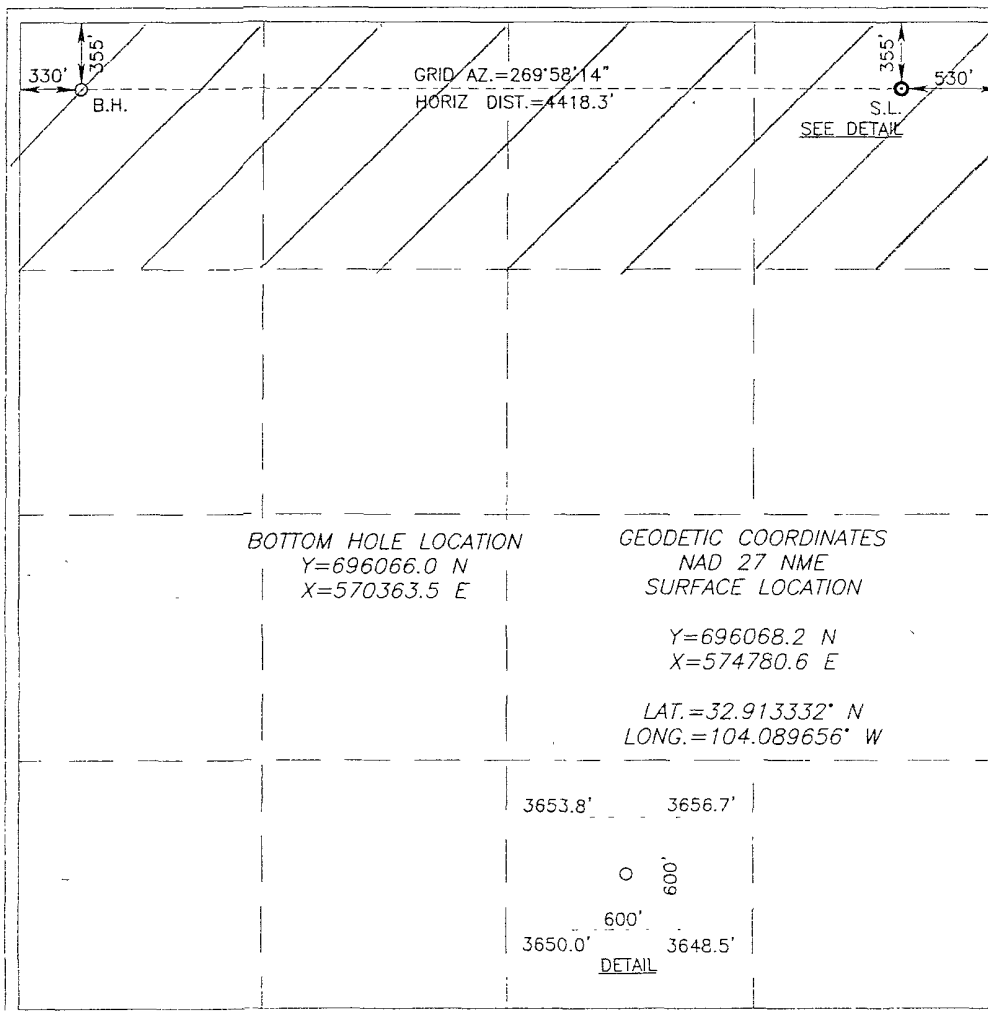 355'
330'
B.H.
GRID AZ.=269°58'14"
HORIZ DIST.=4418.3'
355'
530'
S.L.
SEE DETAIL
BOTTOM HOLE LOCATION
Y=696066.0 N
X=570363.5 E
GEODETIC COORDINATES
NAD 27 NME
SURFACE LOCATION
Y=696068.2 N
X=574780.6 E
LAT.=32.913332° N
LONG.=104.089656° W
3653.8' 3656.7'
600'
600'
3650.0' 3648.5'
DETAIL